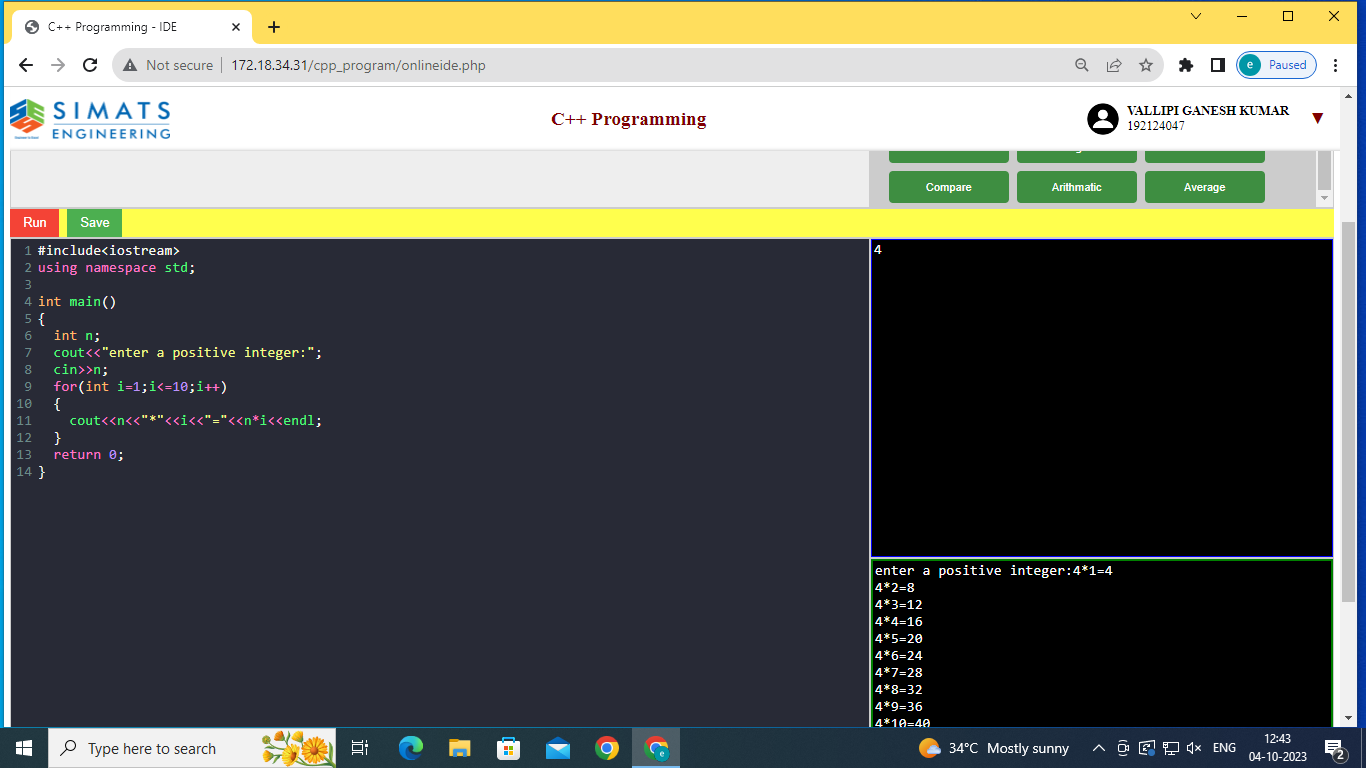 C++ Programming - IDE
Not secure
172.18.34.31/cpp_program/onlineide.php
e
Paused
SIMATS
ENGINEERING
C++ Programming
VALLIPI GANESH KUMAR
192124047
Compare
Arithmatic
Average
Run
Save
1 #include<iostream>
2 using namespace std;
3
4 int main()
5 {
6 int n;
7 cout<<"enter a positive integer:";
8 cin>>n;
9 for(int i=1;i<=10;i++)
10 {
11 cout<<n<<"*"<<i<<"="<<n*i<<endl;
12 }
13 return 0;
14 }
4
enter a positive integer:4*1=4
4*2=8
4*3=12
4*4=16
4*5=20
4*6=24
4*7=28
4*8=32
4*9=36
4*10=40
Type here to search
34°C Mostly sunny
ENG
12:43
04-10-2023
2